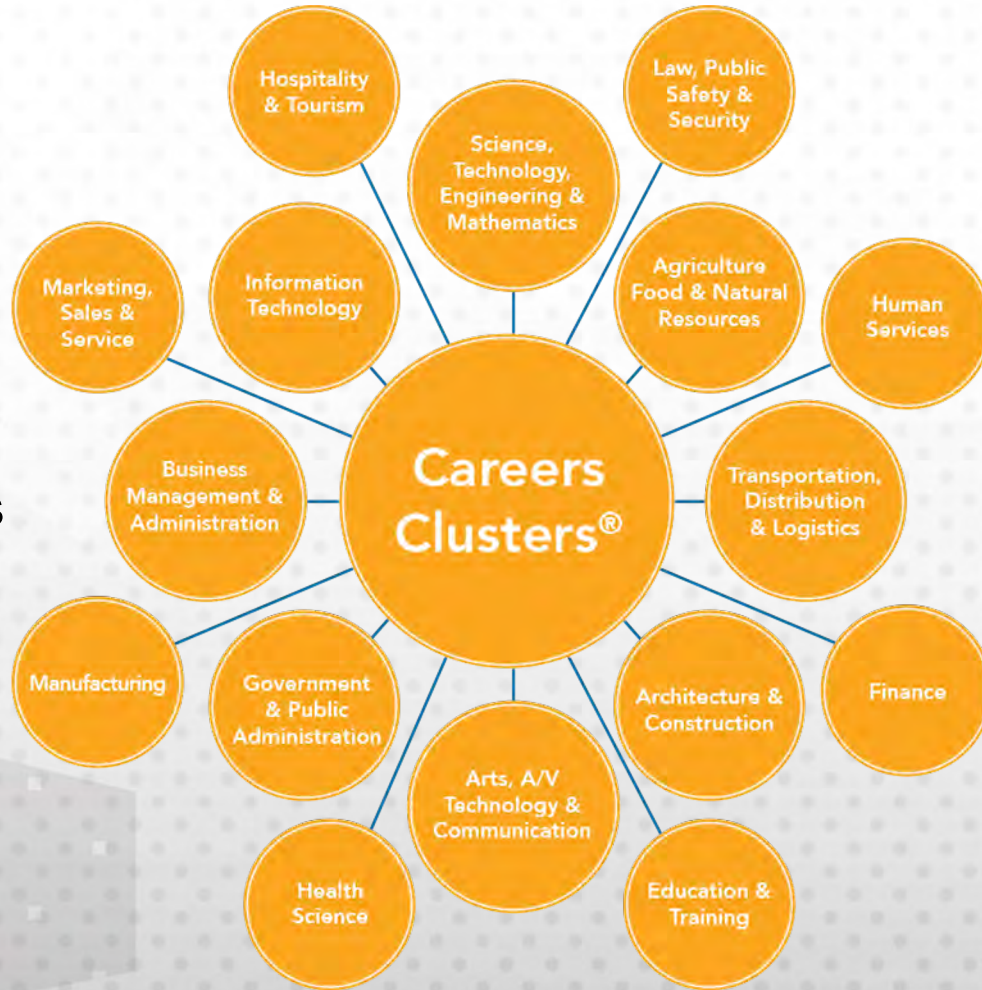 Hospitality
& Tourism
Law, Public
Safety &
Security
Science,
Technology,
Engineering &
Mathematics
Marketing,
Sales &
Service
Information
Technology
Agriculture
Food & Natural
Resources
Human
Services
Careers
Clusters®
Business
Management &
Administration
Transportation,
Distribution
& Logistics
s
Manufacturing
Government
& Public
Administration
Architecture &
Construction
Finance
Arts, A/V
Technology &
Communication
Health
Science
Education &
Training